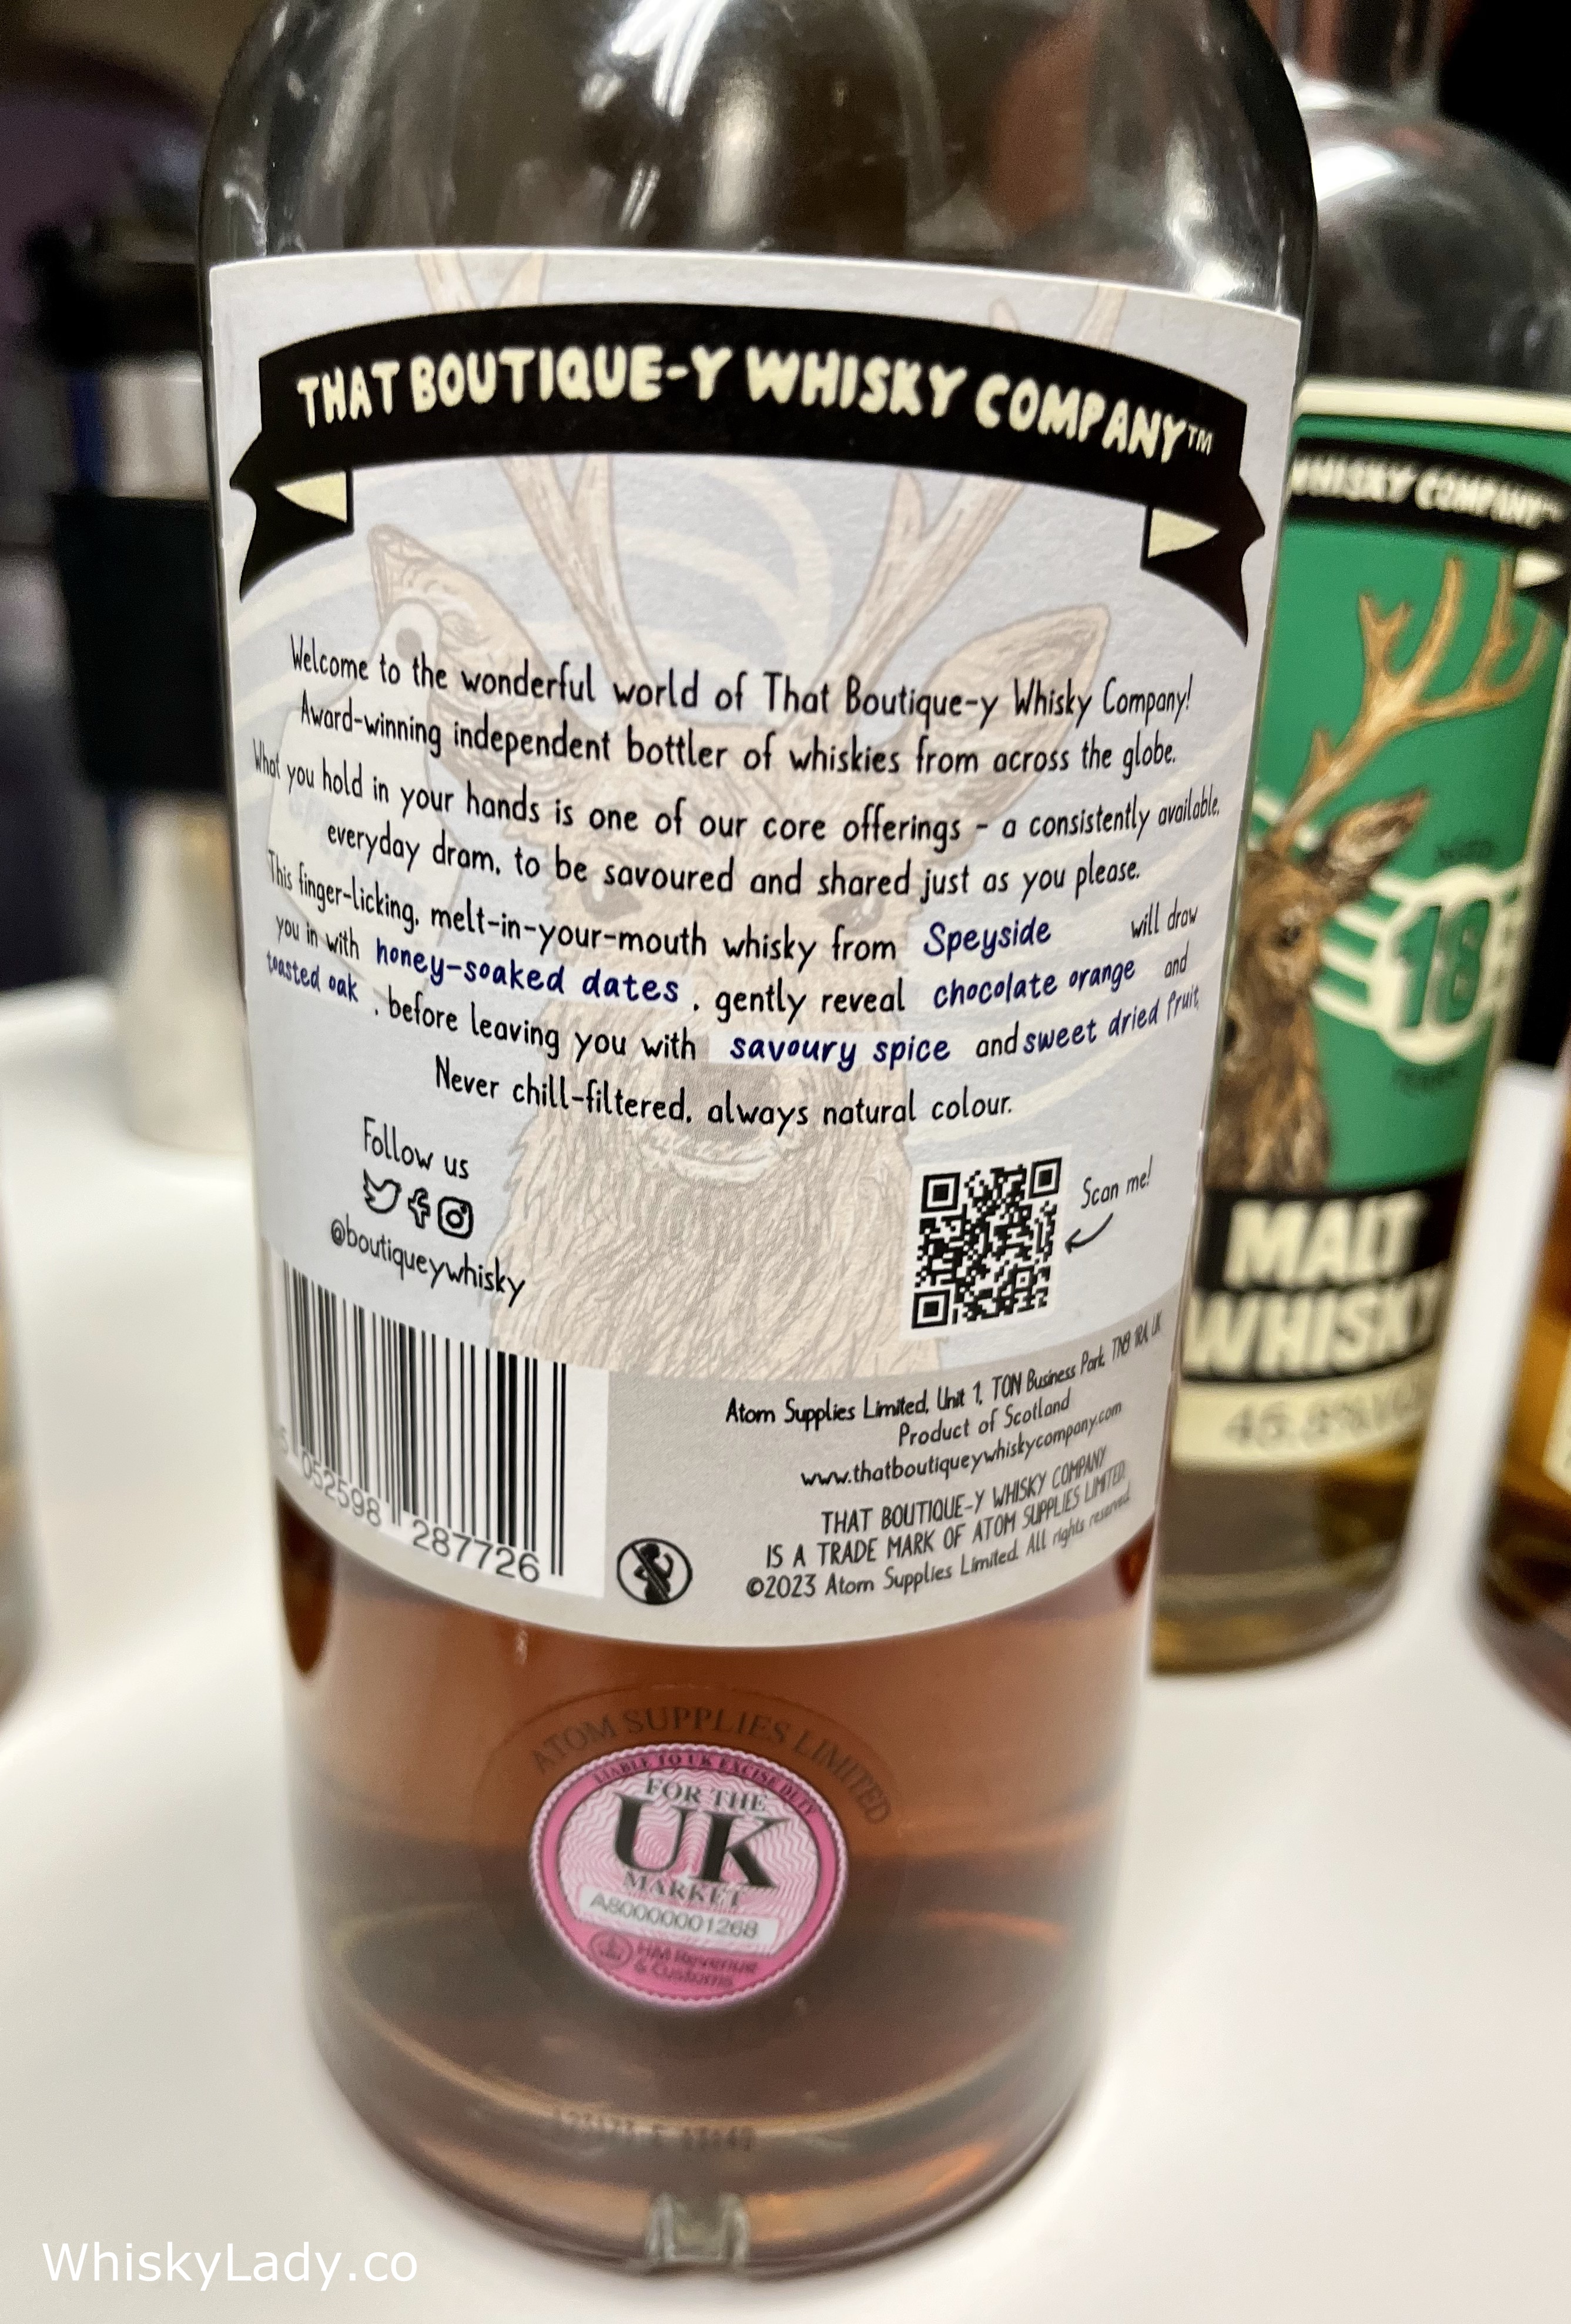 THAT BOUTIQUE-Y WHISKY COMPANY™
Welcome to the wonderful world of That Boutique-y Whisky Company!
Award-winning independent bottler of whiskies from across the globe.
What you hold in your hands is one of our core offerings - a consistently available,
everyday dram, to be savoured and shared just as you please.
This finger-licking, melt-in-your-mouth whisky from Speyside will draw
you in with honey-soaked dates, gently reveal chocolate orange and
toasted oak, before leaving you with savoury spice and sweet dried fruit.
Never chill-filtered, always natural colour.
Follow us
@boutiqueywhisky
Scan me!
5 052598 287726
Atom Supplies Limited, Unit 1, TON Business Park, TN9 1RA, UK
Product of Scotland
www.thatboutiqueywhiskycompany.com
THAT BOUTIQUE-Y WHISKY COMPANY
IS A TRADE MARK OF ATOM SUPPLIES LIMITED.
©2023 Atom Supplies Limited. All rights reserved.
ATOM SUPPLIES LIMITED
LIABLE TO UK EXCISE DUTY
FOR THE
UK
MARKET
A80000001268
HM Revenue
& Customs
WHISKY COMPANY™
18
YEARS
MALT
WHISKY
WhiskyLady.co